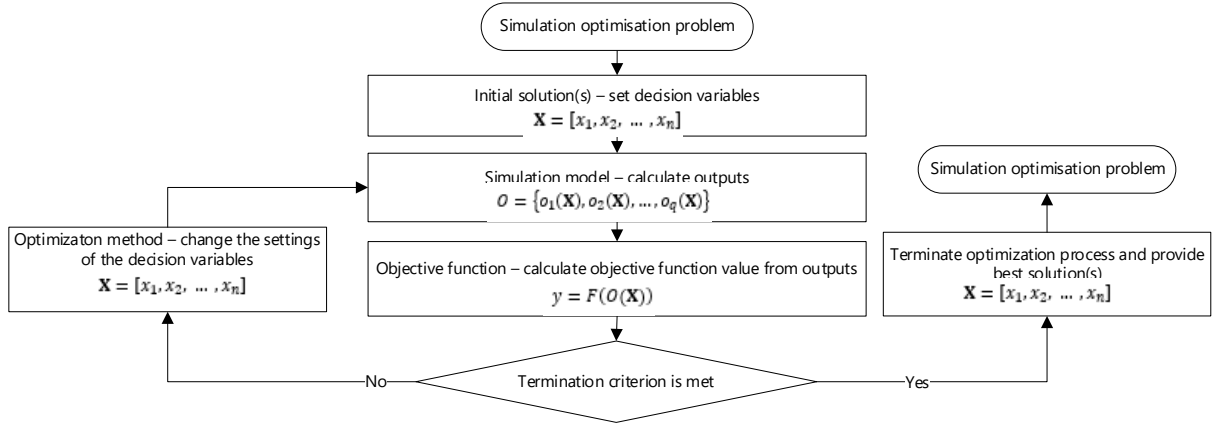 Simulation optimisation problem
Initial solution(s) – set decision variables
𝐗 = [x₁, x₂, … , xₙ]
Simulation model – calculate outputs
O = {o₁(𝐗), o₂(𝐗), … , o_q(𝐗)}
Objective function – calculate objective function value from outputs
y = F(O(𝐗))
Termination criterion is met
No
Optimizaton method – change the settings
of the decision variables
𝐗 = [x₁, x₂, … , xₙ]
Yes
Terminate optimization process and provide
best solution(s)
𝐗 = [x₁, x₂, … , xₙ]
Simulation optimisation problem